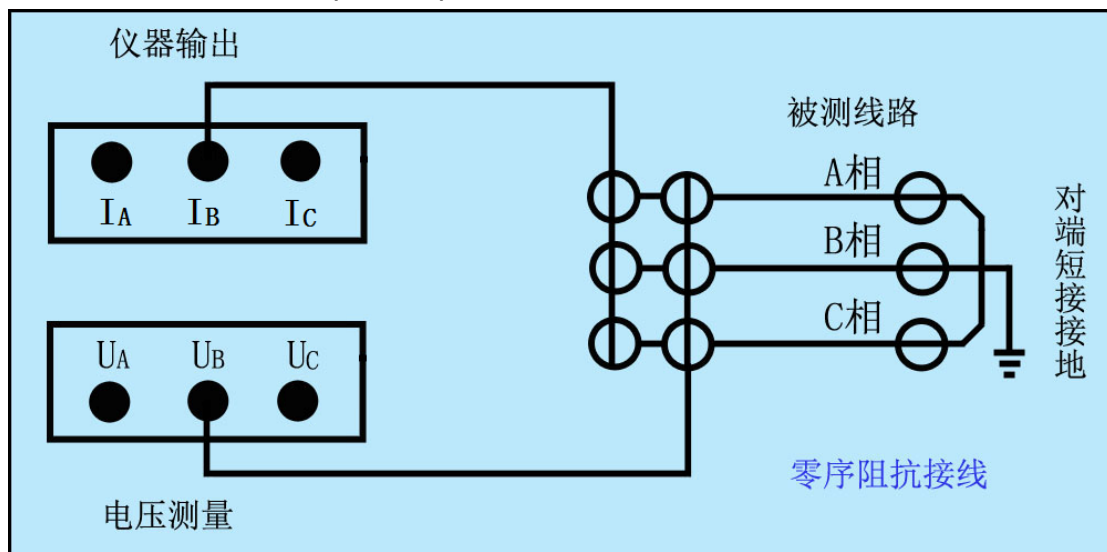 仪器输出
IA IB IC
被测线路
A相
B相
C相
对端短接接地
UA UB UC
电压测量
零序阻抗接线